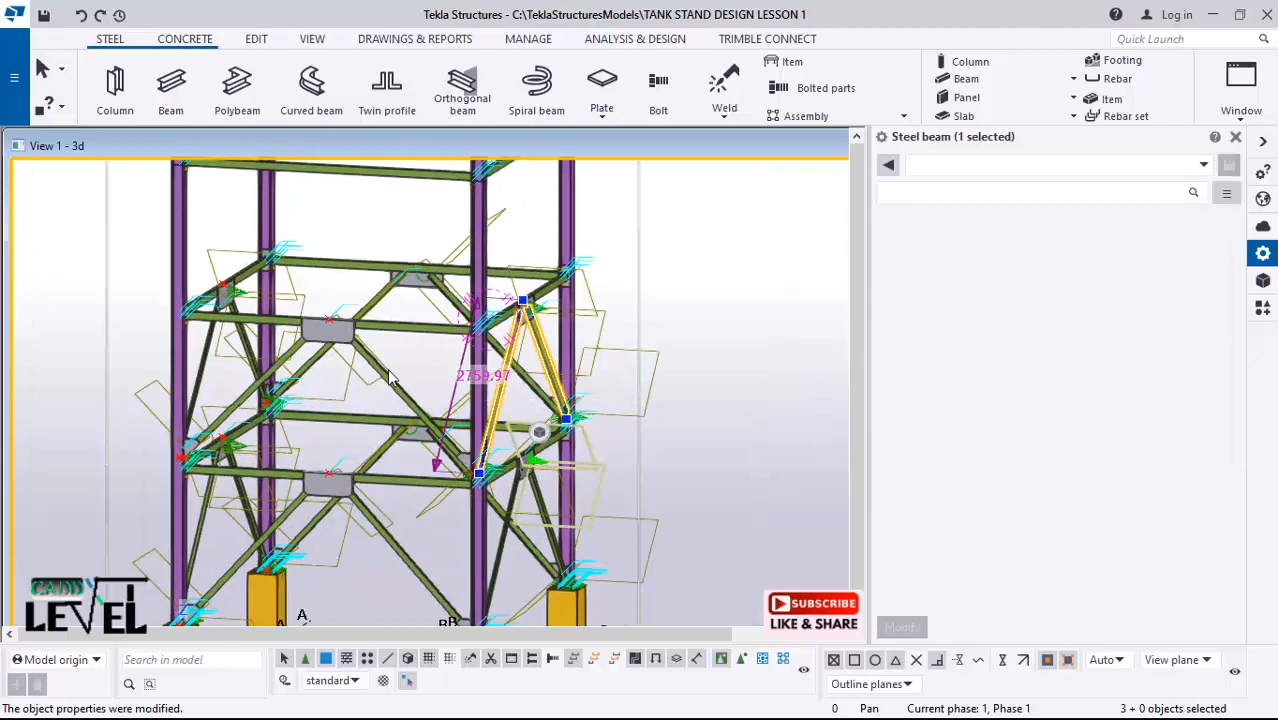 Tekla Structures - C:\TeklaStructuresModels\TANK STAND DESIGN LESSON 1
Log in
STEEL CONCRETE EDIT VIEW DRAWINGS & REPORTS MANAGE ANALYSIS & DESIGN TRIMBLE CONNECT
Quick Launch
Column
Beam
Polybeam
Curved beam
Twin profile
Orthogonal
beam
Spiral beam
Plate
Bolt
Weld
Item
Bolted parts
Assembly
Column
Beam
Panel
Slab
Footing
Rebar
Item
Rebar set
Window
View 1 - 3d
Steel beam (1 selected)
2759.97
A
BB
CADD
LEVEL
SUBSCRIBE
LIKE & SHARE
Modify
Model origin
Search in model
standard
Auto
View plane
Outline planes
The object properties were modified.
0 Pan Current phase: 1, Phase 1 3 + 0 objects selected